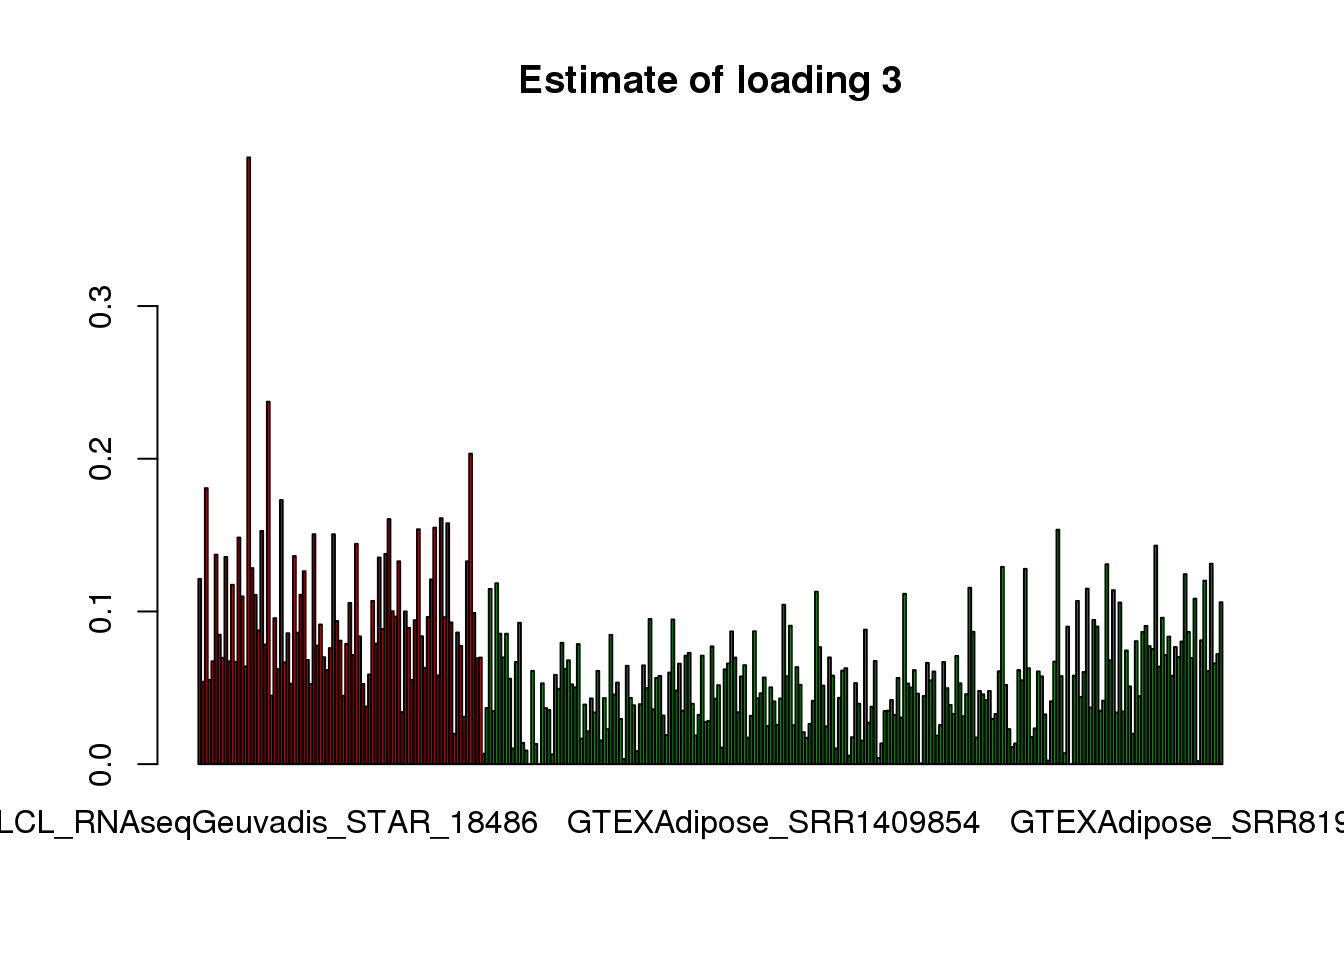 Estimate of loading 3
0.3
0.2
0.1
0.0
LCL_RNAseqGeuvadis_STAR_18486 GTEXAdipose_SRR1409854 GTEXAdipose_SRR819